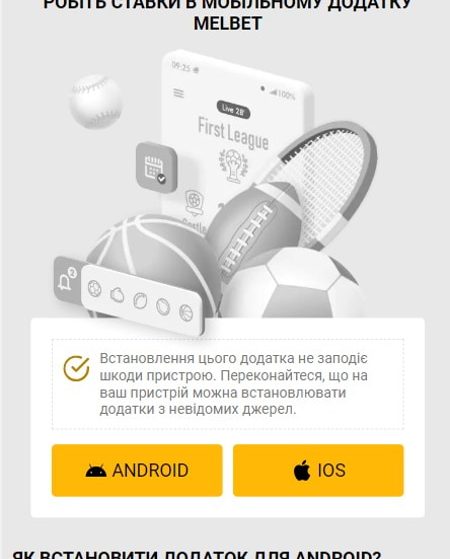 РОБІТЬ СТАВКИ В МОБІЛЬНОМУ ДОДАТКУ
MELBET
09:25
100%
Live 28'
First League
2
Встановлення цього додатка не заподіє
шкоди пристрою. Переконайтеся, що на
ваш пристрій можна встановлювати
додатки з невідомих джерел.
ANDROID
IOS
ЯК ВСТАНОВИТИ ДОДАТОК ДЛЯ ANDROID?